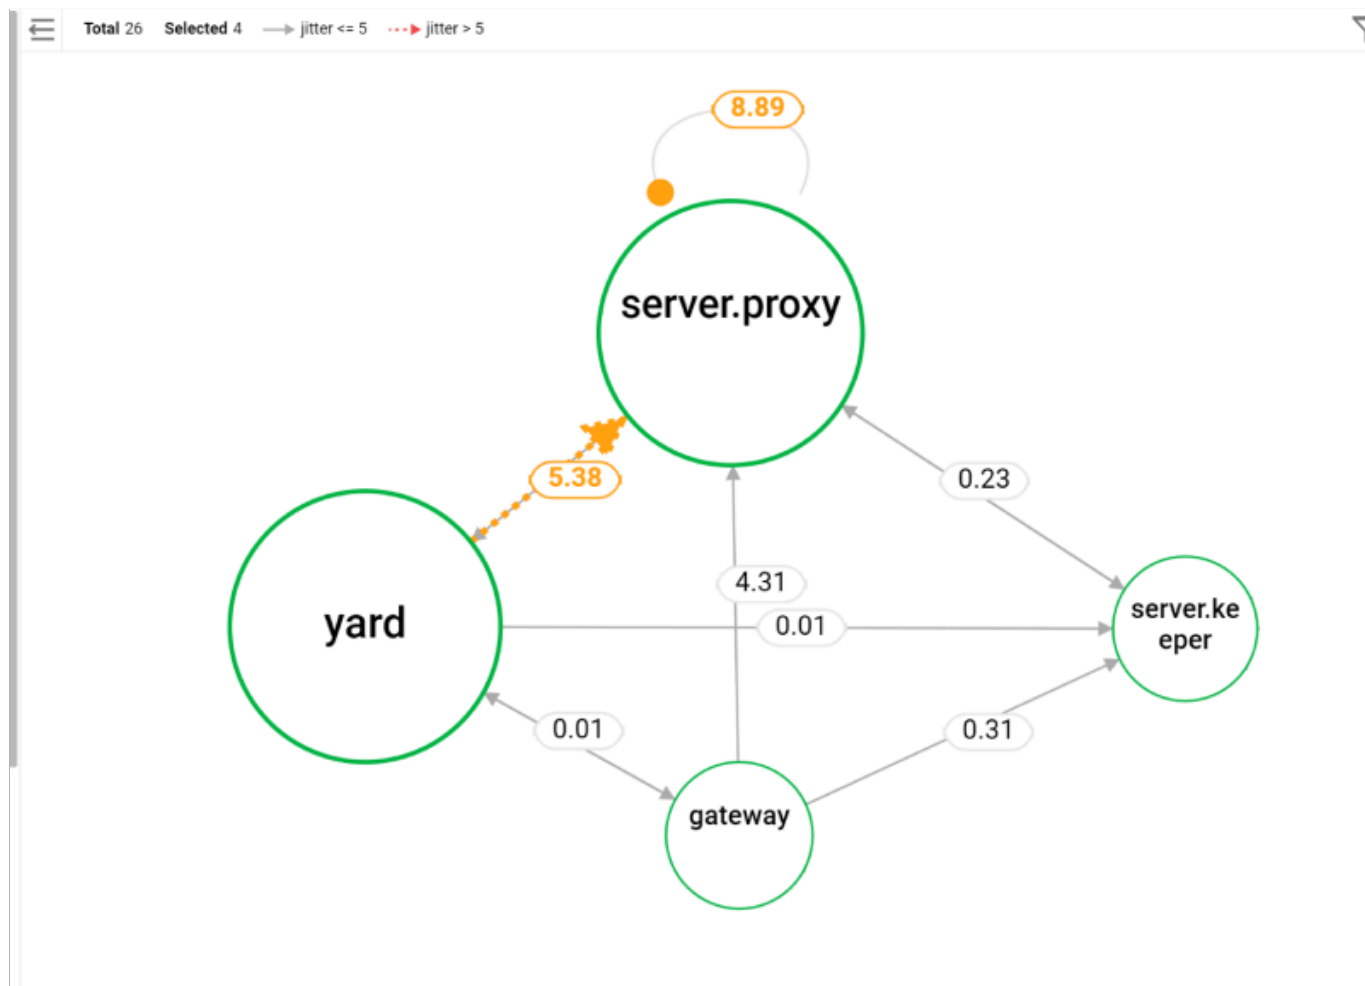 Total 26 Selected 4 jitter <= 5 jitter > 5
8.89
server.proxy
5.38
0.23
4.31
0.01
yard
server.ke
eper
0.01
0.31
gateway